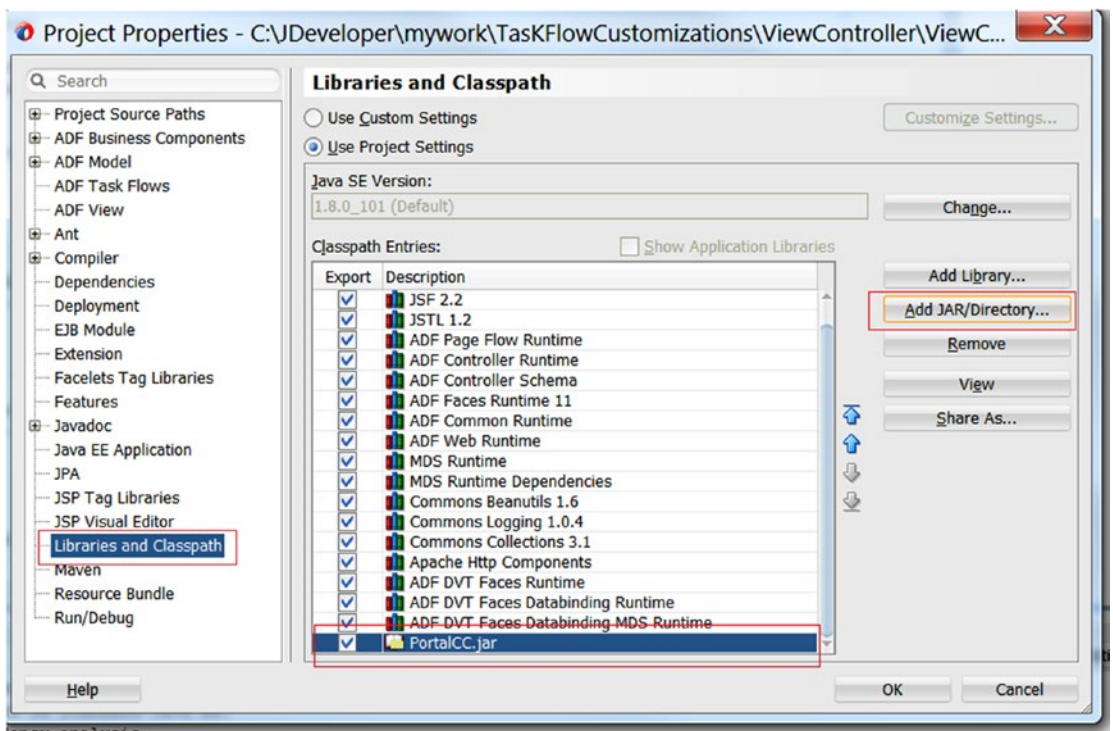 Project Properties - C:\JDeveloper\mywork\TasKFlowCustomizations\ViewController\ViewC...
Search
Project Source Paths
ADF Business Components
ADF Model
ADF Task Flows
ADF View
Ant
Compiler
Dependencies
Deployment
EJB Module
Extension
Facelets Tag Libraries
Features
Javadoc
Java EE Application
JPA
JSP Tag Libraries
JSP Visual Editor
Libraries and Classpath
Maven
Resource Bundle
Run/Debug
Libraries and Classpath
Use Custom Settings
Customize Settings...
Use Project Settings
Java SE Version:
1.8.0_101 (Default)
Change...
Classpath Entries:
Show Application Libraries
Export Description
JSF 2.2
JSTL 1.2
ADF Page Flow Runtime
ADF Controller Runtime
ADF Controller Schema
ADF Faces Runtime 11
ADF Common Runtime
ADF Web Runtime
MDS Runtime
MDS Runtime Dependencies
Commons Beanutils 1.6
Commons Logging 1.0.4
Commons Collections 3.1
Apache Http Components
ADF DVT Faces Runtime
ADF DVT Faces Databinding Runtime
ADF DVT Faces Databinding MDS Runtime
PortalCC.jar
Add Library...
Add JAR/Directory...
Remove
View
Share As...
Help
OK
Cancel